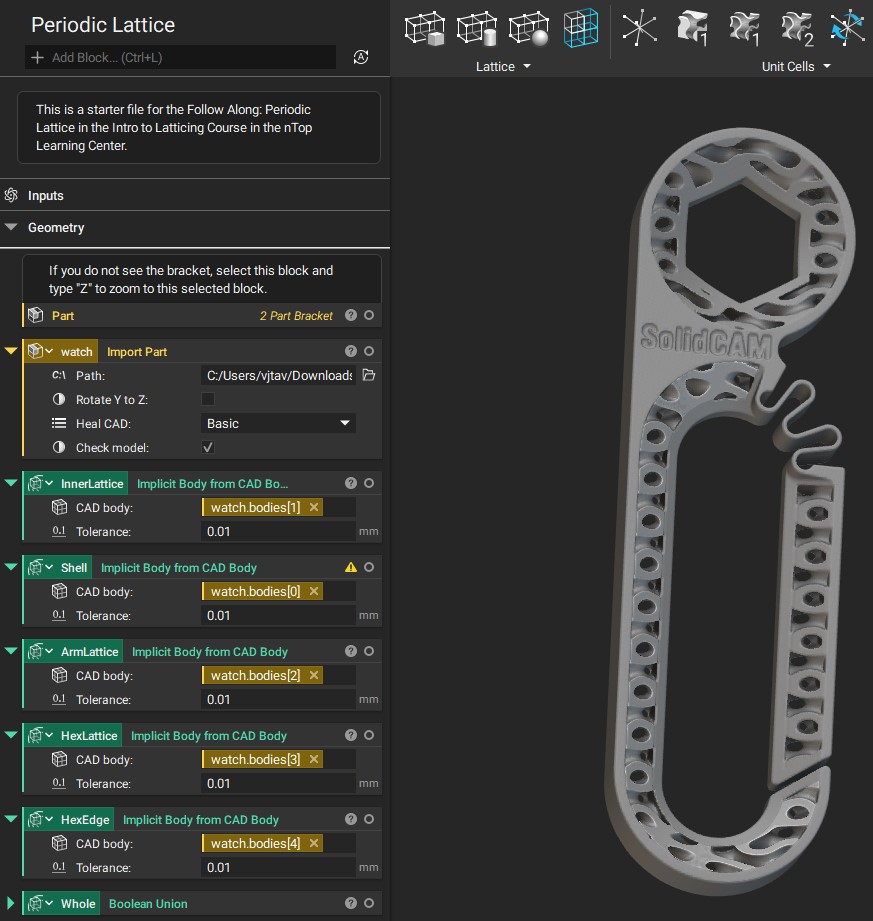 Periodic Lattice
Add Block... (Ctrl+L)
This is a starter file for the Follow Along: Periodic
Lattice in the Intro to Latticing Course in the nTop
Learning Center.
Inputs
Geometry
If you do not see the bracket, select this block and
type "Z" to zoom to this selected block.
Part 2 Part Bracket
watch Import Part
C:\ Path: C:/Users/vjtav/Downloads
Rotate Y to Z:
Heal CAD: Basic
Check model:
InnerLattice Implicit Body from CAD Bo...
CAD body: watch.bodies[1]
0.1 Tolerance: 0.01 mm
Shell Implicit Body from CAD Body
CAD body: watch.bodies[0]
0.1 Tolerance: 0.01 mm
ArmLattice Implicit Body from CAD Body
CAD body: watch.bodies[2]
0.1 Tolerance: 0.01 mm
HexLattice Implicit Body from CAD Body
CAD body: watch.bodies[3]
0.1 Tolerance: 0.01 mm
HexEdge Implicit Body from CAD Body
CAD body: watch.bodies[4]
0.1 Tolerance: 0.01 mm
Whole Boolean Union
1 1 2
Lattice Unit Cells
SolidCAM